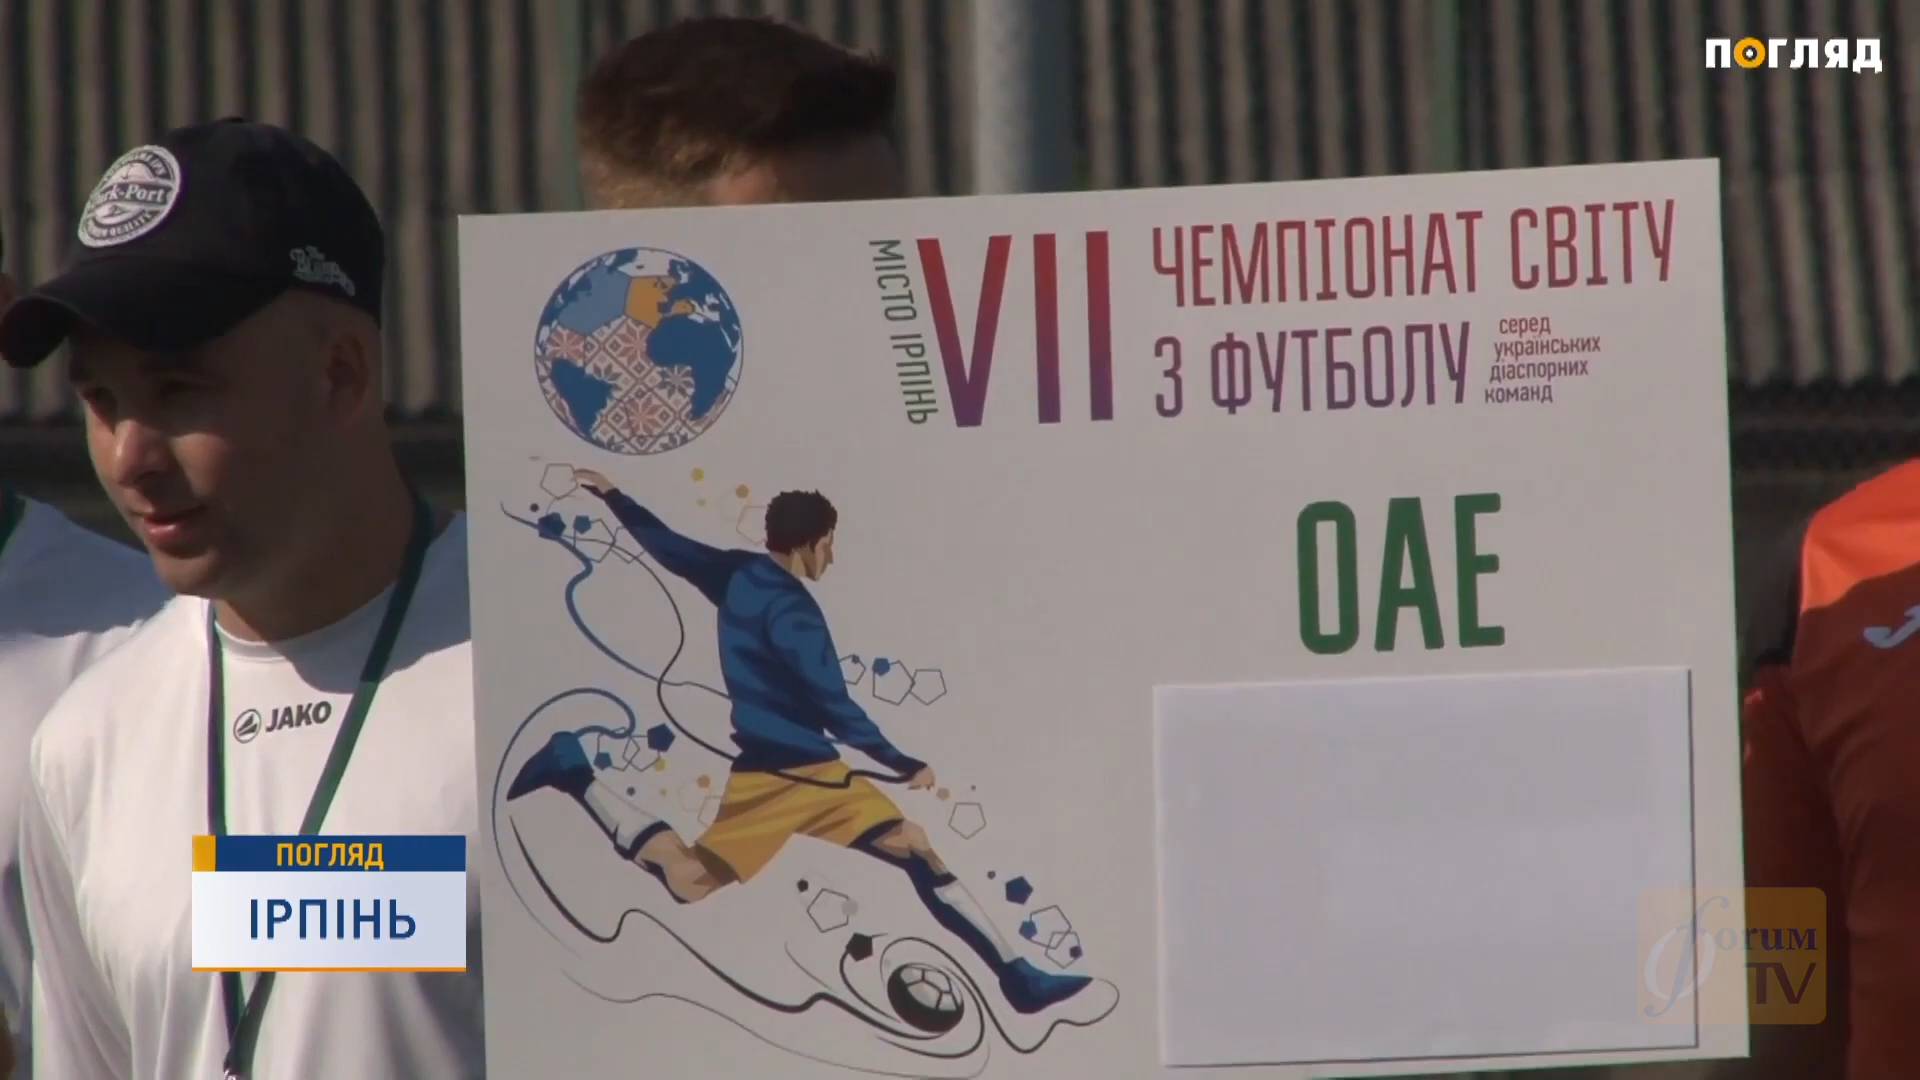 ПОГЛЯД
МІСТО ІРПІНЬ
VII
ЧЕМПІОНАТ СВІТУ
З ФУТБОЛУ
серед
українських
діаспорних
команд
ОАЕ
JAKO
ПОГЛЯД
ІРПІНЬ
Forum
TV